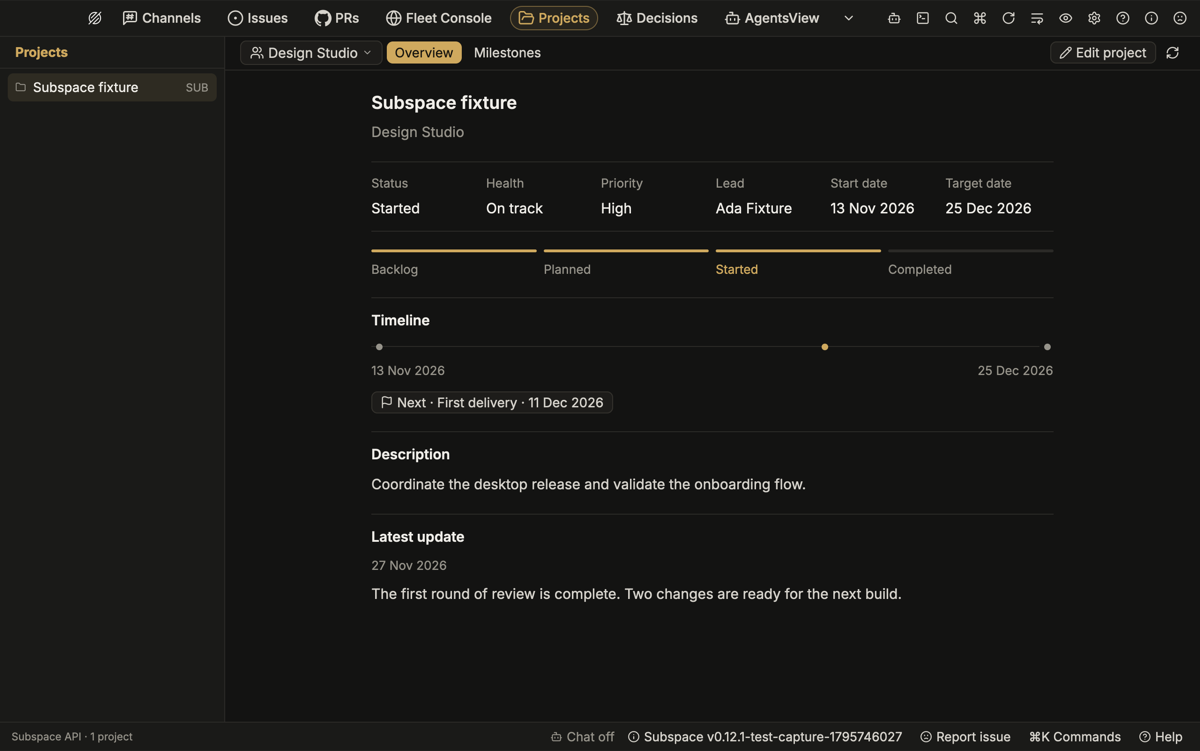 Channels Issues PRs Fleet Console Projects Decisions AgentsView
Projects
Design Studio Overview Milestones Edit project
Subspace fixture SUB
Subspace fixture
Design Studio
Status Health Priority Lead Start date Target date
Started On track High Ada Fixture 13 Nov 2026 25 Dec 2026
Backlog Planned Started Completed
Timeline
13 Nov 2026 25 Dec 2026
Next · First delivery · 11 Dec 2026
Description
Coordinate the desktop release and validate the onboarding flow.
Latest update
27 Nov 2026
The first round of review is complete. Two changes are ready for the next build.
Subspace API · 1 project Chat off Subspace v0.12.1-test-capture-1795746027 Report issue ⌘K Commands Help